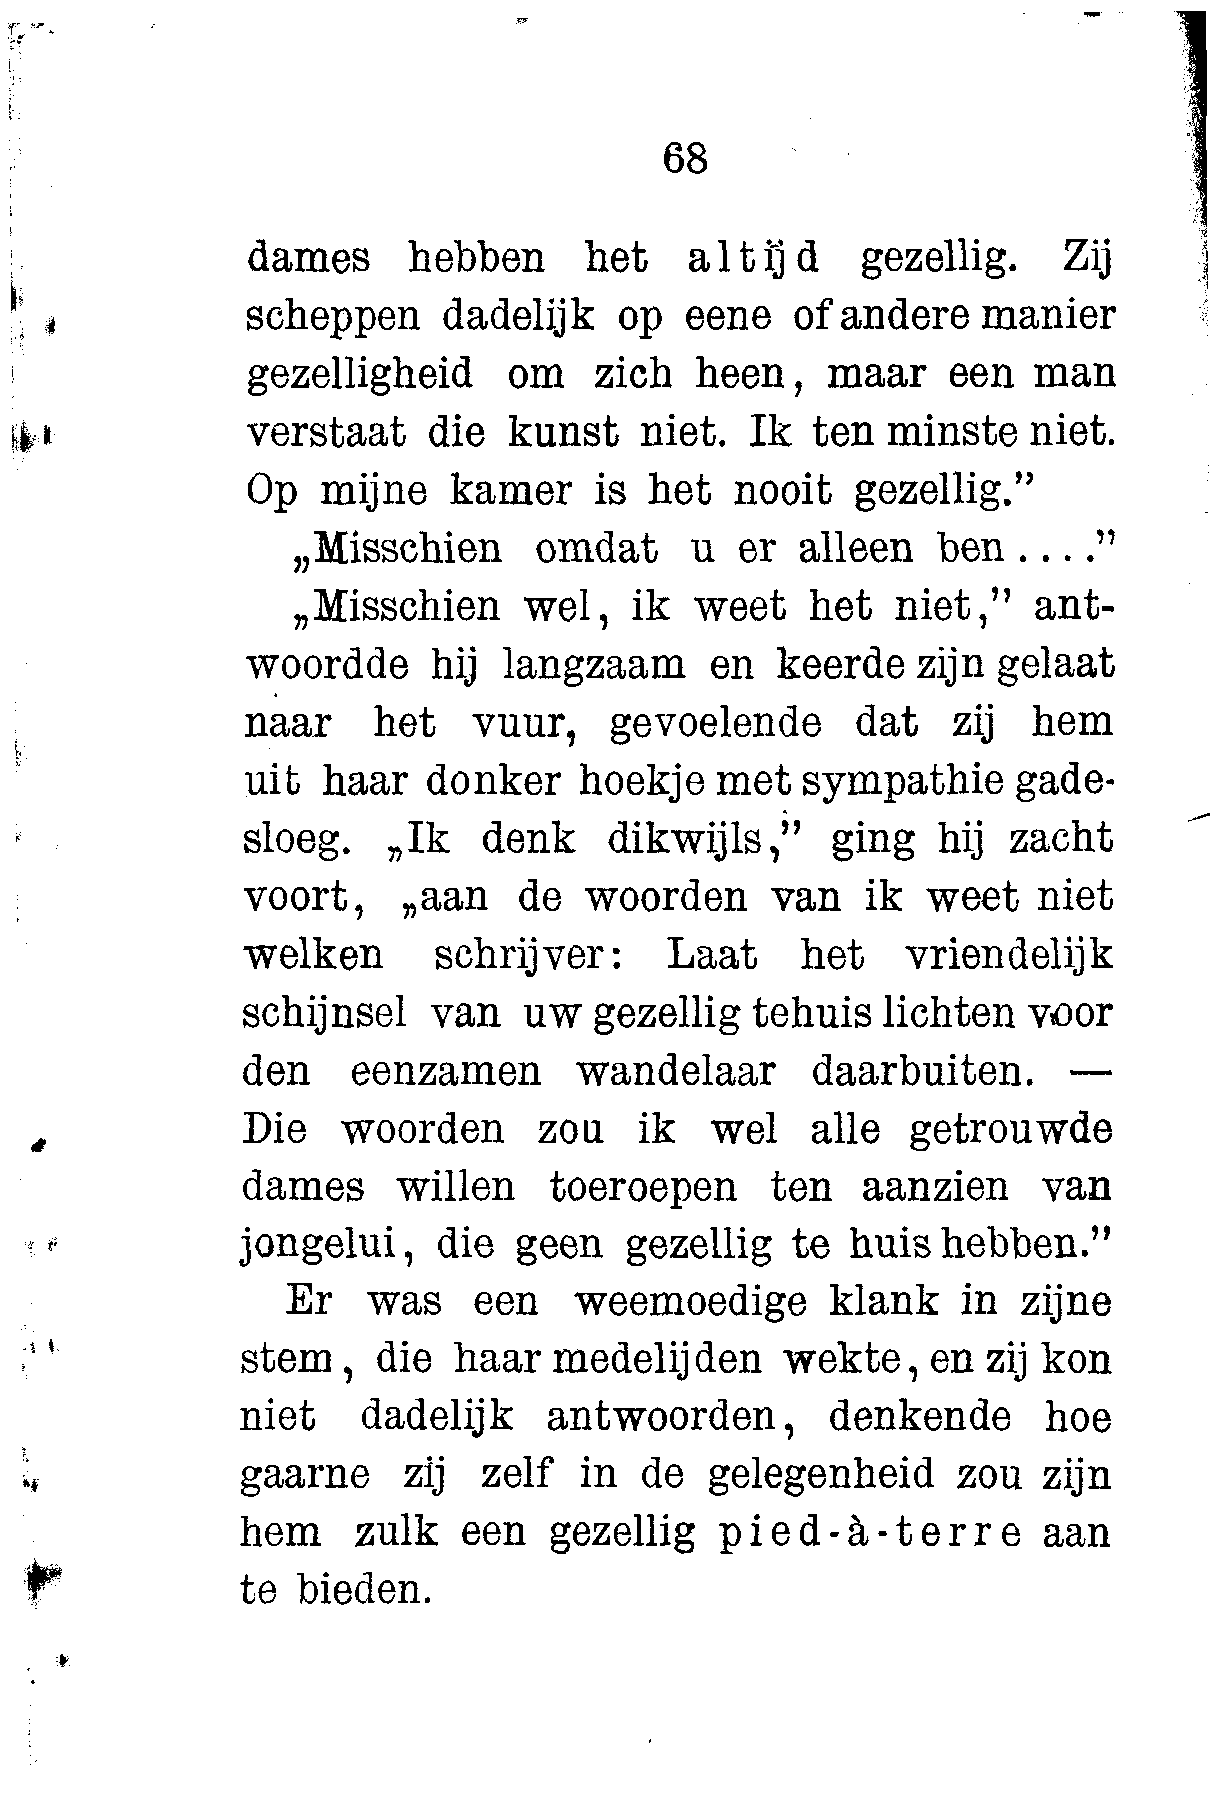 68
dames hebben het altijd gezellig. Zij
scheppen dadelijk op eene of andere manier
gezelligheid om zich heen, maar een man
verstaat die kunst niet. Ik ten minste niet.
Op mijne kamer is het nooit gezellig.”
„Misschien omdat u er alleen ben ....”
„Misschien wel, ik weet het niet,” ant-
woordde hij langzaam en keerde zijn gelaat
naar het vuur, gevoelende dat zij hem
uit haar donker hoekje met sympathie gade-
sloeg. „Ik denk dikwijls,” ging hij zacht
voort, „aan de woorden van ik weet niet
welken schrijver: Laat het vriendelijk
schijnsel van uw gezellig tehuis lichten voor
den eenzamen wandelaar daarbuiten. —
Die woorden zou ik wel alle getrouwde
dames willen toeroepen ten aanzien van
jongelui, die geen gezellig te huis hebben.”
Er was een weemoedige klank in zijne
stem, die haar medelijden wekte, en zij kon
niet dadelijk antwoorden, denkende hoe
gaarne zij zelf in de gelegenheid zou zijn
hem zulk een gezellig pied-à-terre aan
te bieden.